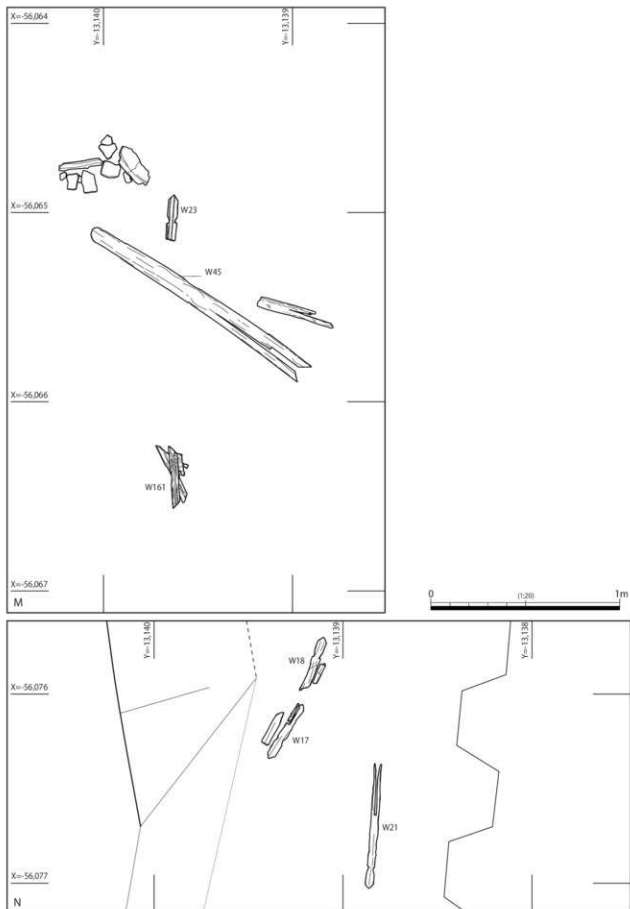 X=-56,064
Y=-13,140
Y=-13,139
X=-56,065
W23
W45
X=-56,066
W161
X=-56,067
M
0 (1:20) 1m
Y=-13,140
Y=-13,139
Y=-13,138
W18
X=-56,076
W17
W21
X=-56,077
N